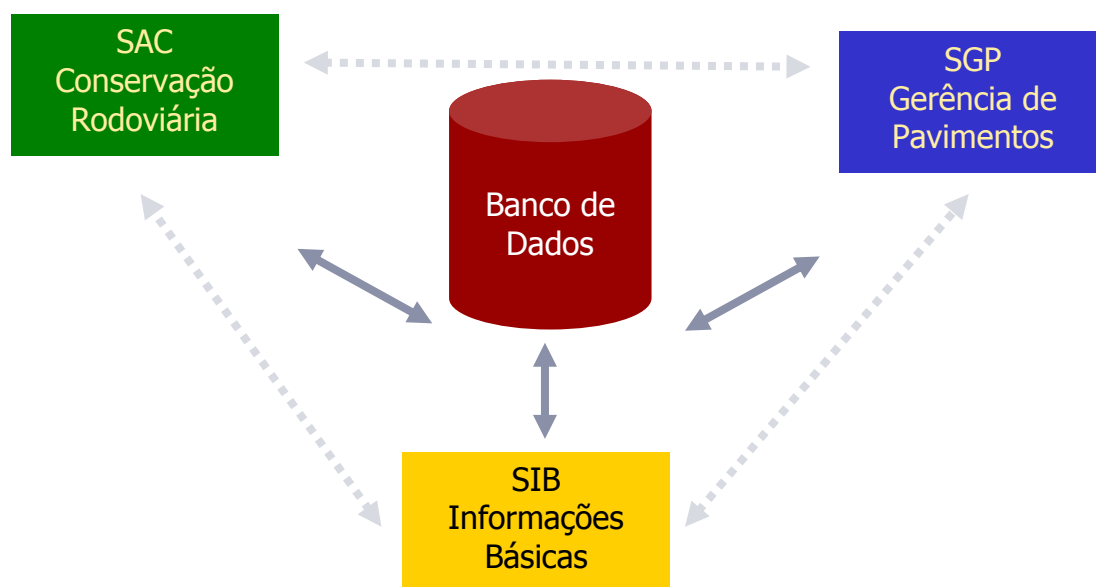 SAC
Conservação
Rodoviária
SGP
Gerência de
Pavimentos
Banco de
Dados
SIB
Informações
Básicas